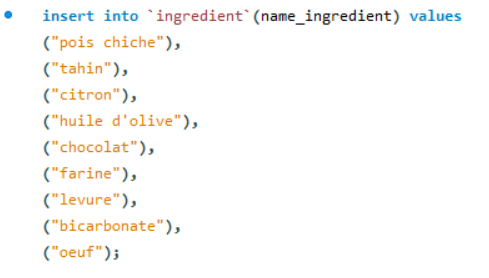 insert into `ingredient`(name_ingredient) values
("pois chiche"),
("tahin"),
("citron"),
("huile d'olive"),
("chocolat"),
("farine"),
("levure"),
("bicarbonate"),
("oeuf");